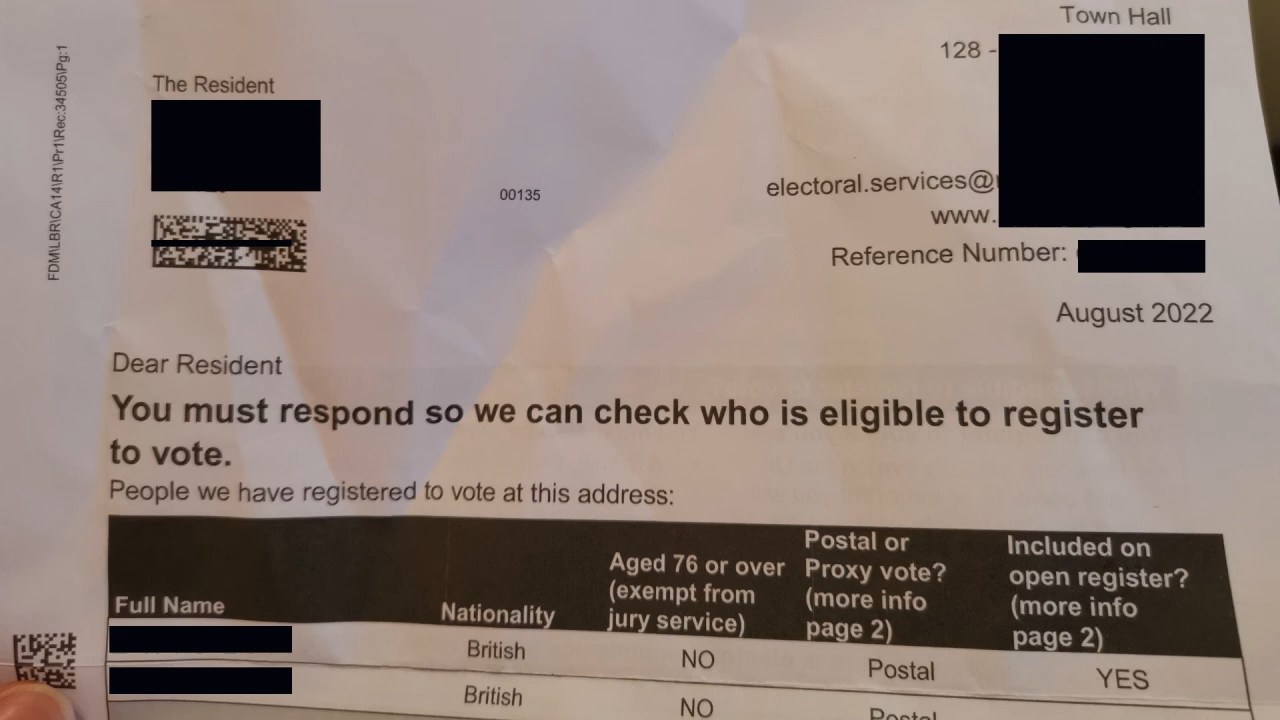 Town Hall
128 -
The Resident
FDM\LBR\CA14\R1\Pr1\Rec:34505\Pg:1
00135
electoral.services@
www.
Reference Number:
August 2022
Dear Resident
You must respond so we can check who is eligible to register
to vote.
People we have registered to vote at this address:
Full Name
Nationality
Aged 76 or over
(exempt from
jury service)
Postal or
Proxy vote?
(more info
page 2)
Included on
open register?
(more info
page 2)
British NO Postal YES
British NO Postal